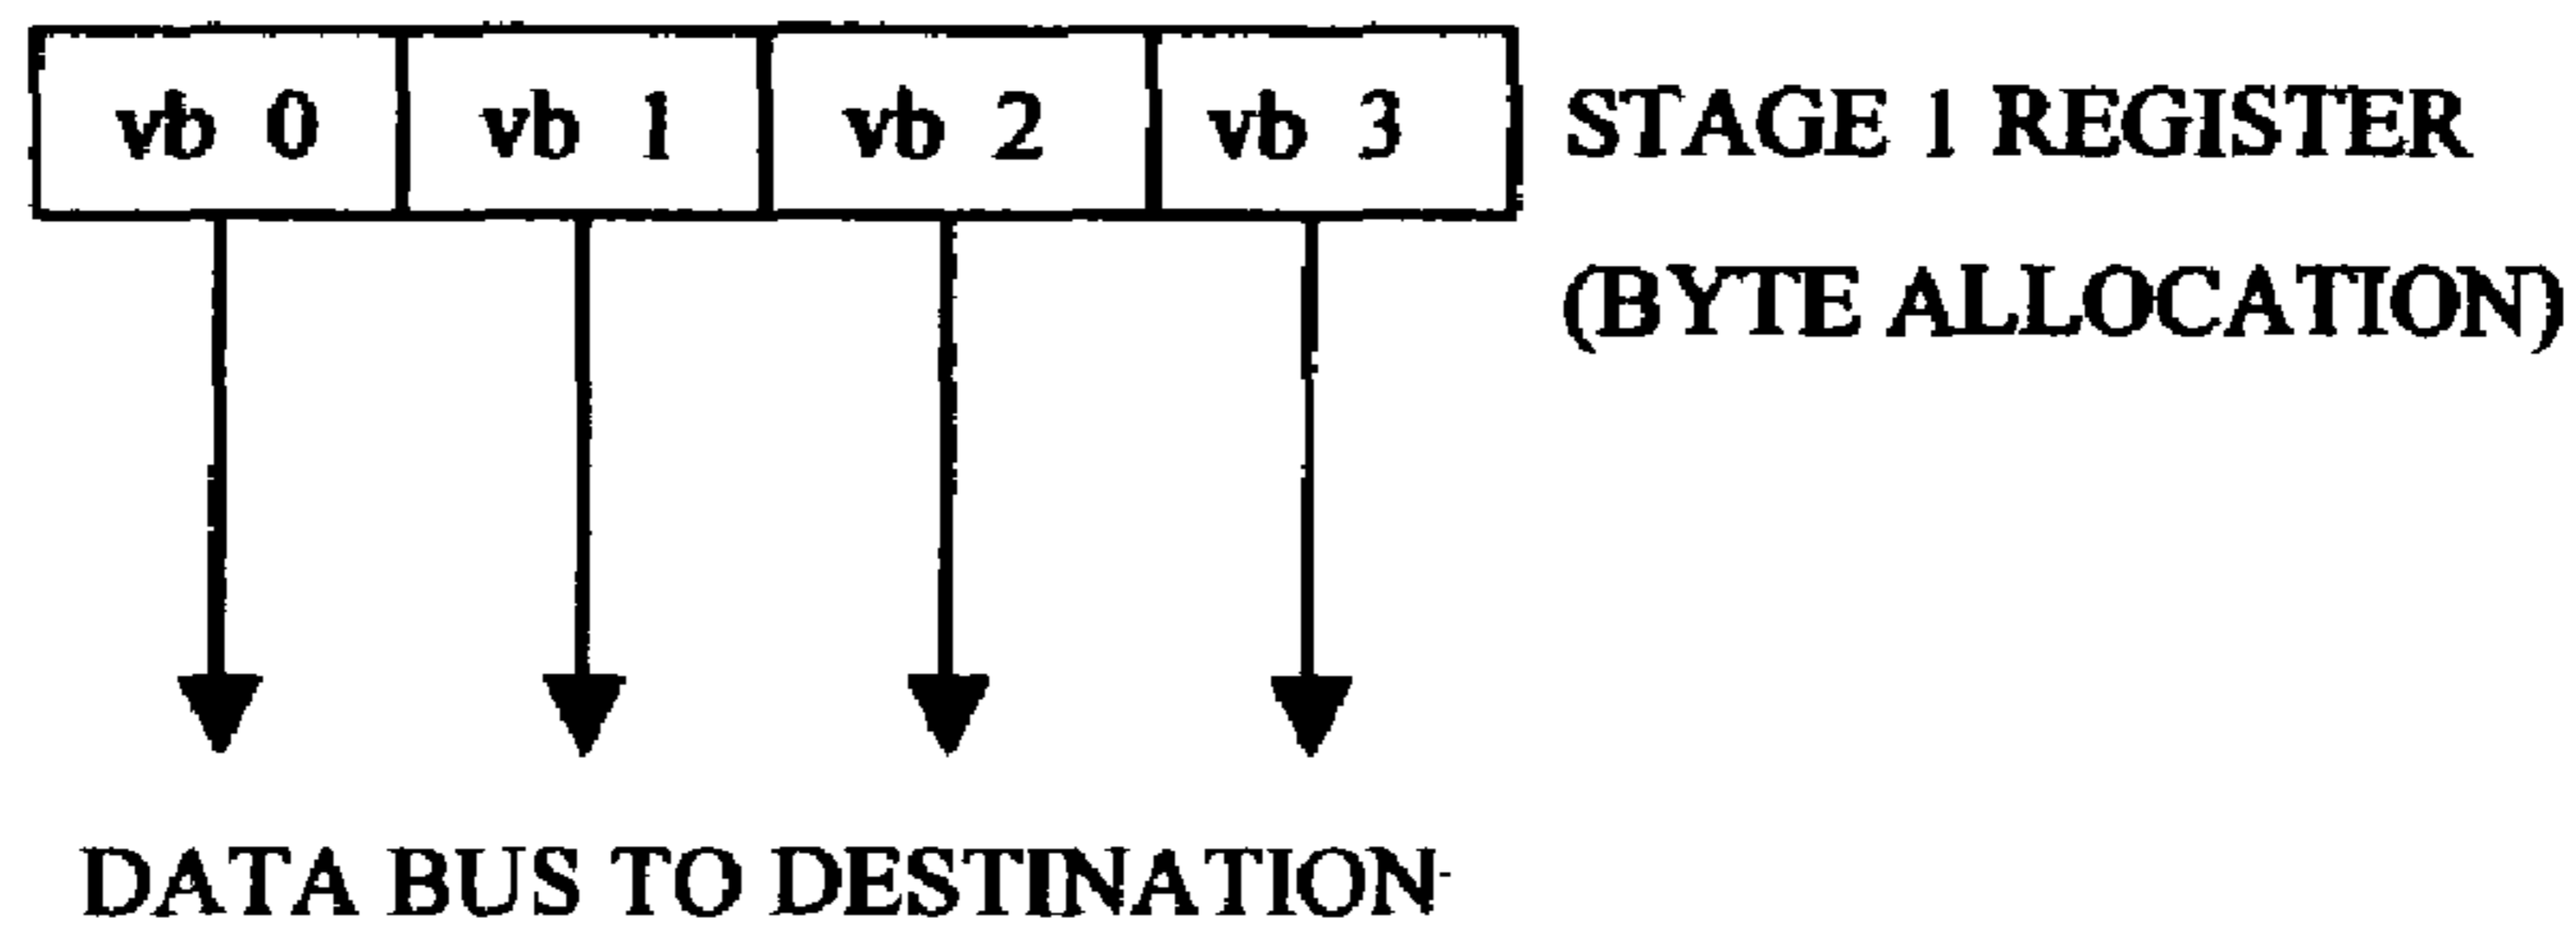 vb 0 vb 1 vb 2 vb 3 STAGE 1 REGISTER
(BYTE ALLOCATION)
DATA BUS TO DESTINATION